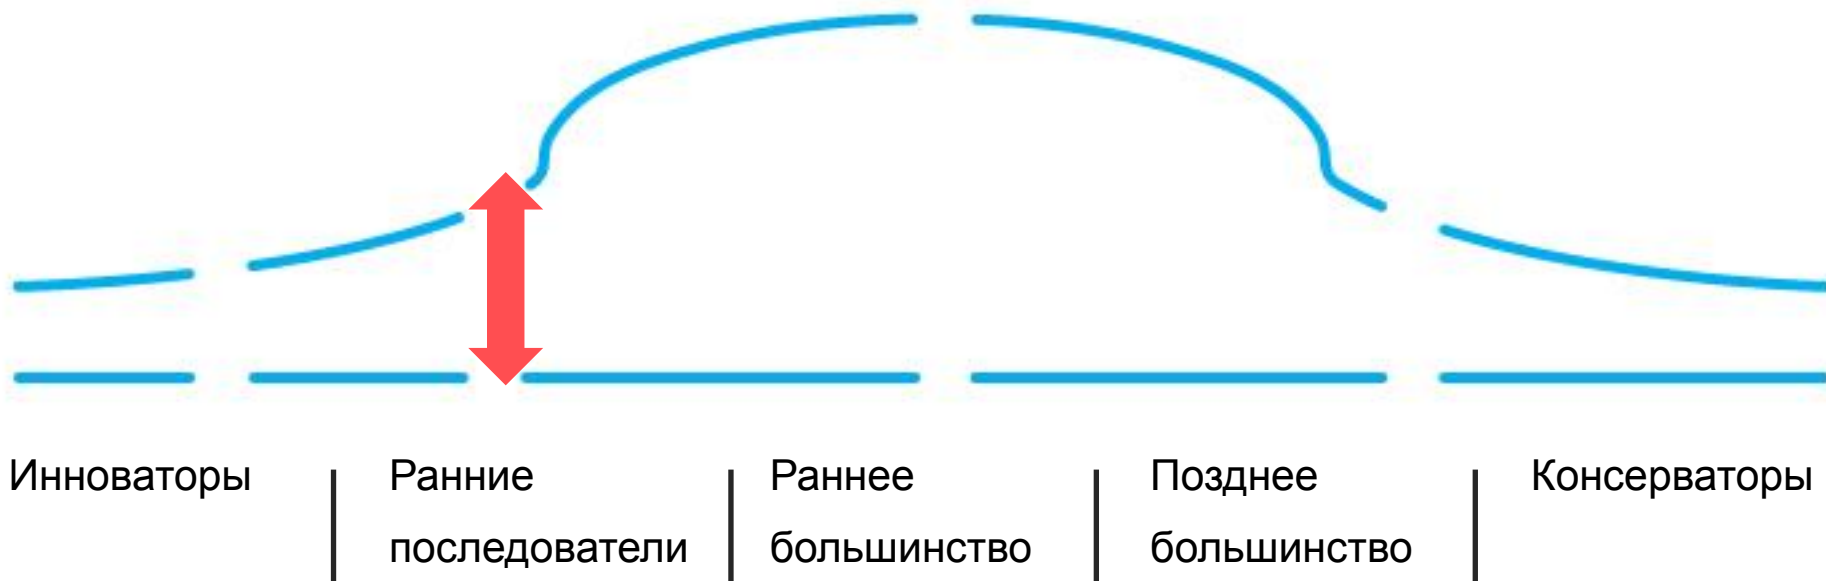 Инноваторы
Ранние
последователи
Раннее
большинство
Позднее
большинство
Консерваторы